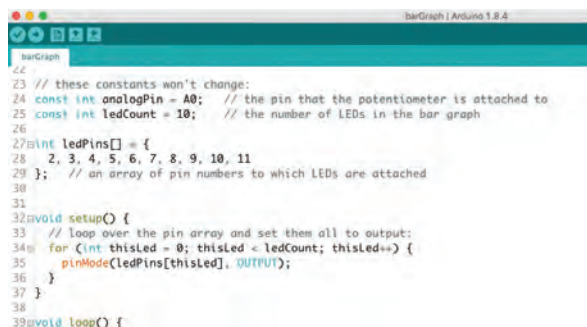 barGraph | Arduino 1.8.4
barGraph
22
23 // these constants won't change:
24 const int analogPin = A0;   // the pin that the potentiometer is attached to
25 const int ledCount = 10;    // the number of LEDs in the bar graph
26
27 int ledPins[] = {
28   2, 3, 4, 5, 6, 7, 8, 9, 10, 11
29 };   // an array of pin numbers to which LEDs are attached
30
31
32 void setup() {
33   // loop over the pin array and set them all to output:
34   for (int thisLed = 0; thisLed < ledCount; thisLed++) {
35     pinMode(ledPins[thisLed], OUTPUT);
36   }
37 }
38
39 void loop() {